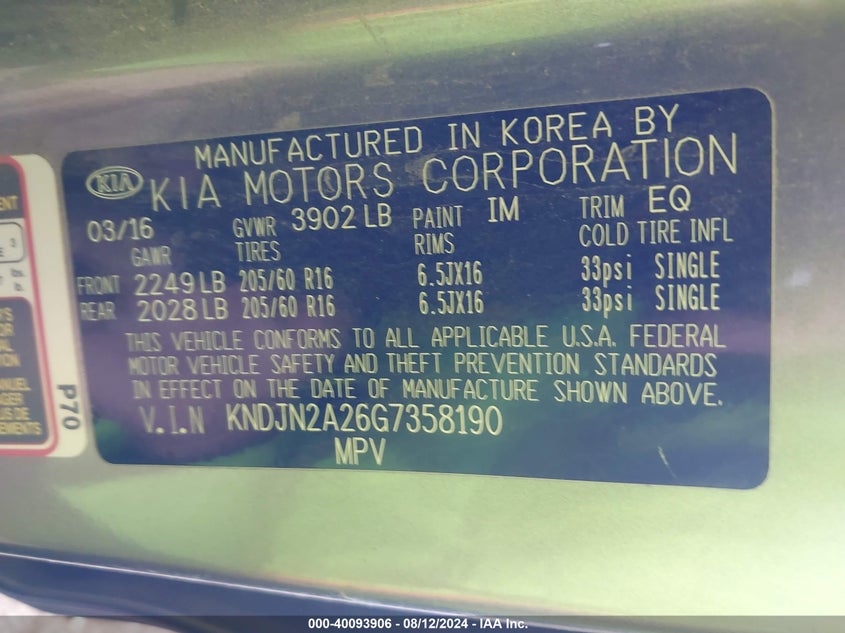 MANUFACTURED IN KOREA BY
KIA KIA MOTORS CORPORATION
03/16 GVWR 3902 LB PAINT IM TRIM EQ
GAWR TIRES RIMS COLD TIRE INFL
FRONT 2249 LB 205/60 R16 6.5JX16 33psi SINGLE
REAR 2028 LB 205/60 R16 6.5JX16 33psi SINGLE
THIS VEHICLE CONFORMS TO ALL APPLICABLE U.S.A. FEDERAL
MOTOR VEHICLE SAFETY AND THEFT PREVENTION STANDARDS
IN EFFECT ON THE DATE OF MANUFACTURE SHOWN ABOVE.
V.I.N KNDJN2A26G7358190
MPV
P70
000-40093906 - 08/12/2024 - IAA Inc.